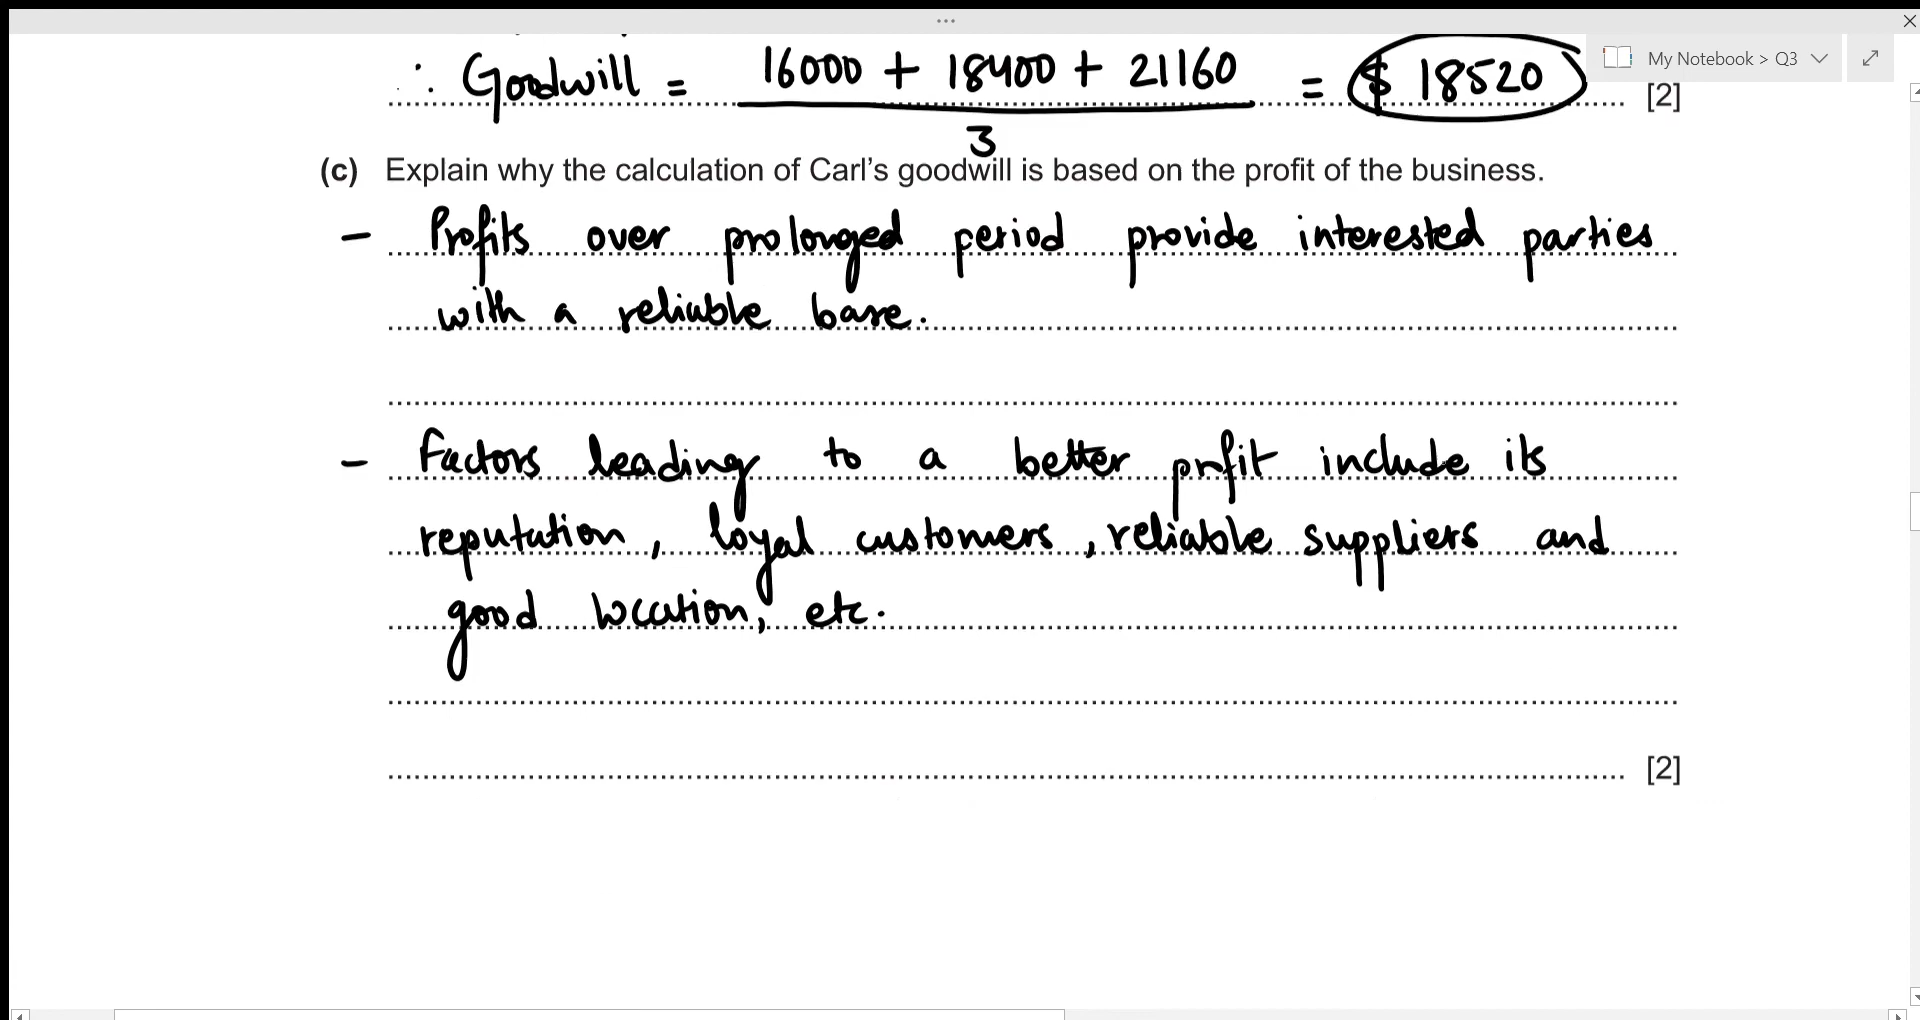 My Notebook > Q3
∴ Goodwill = 16000 + 18400 + 21160 = $ 18520 [2]
3
(c) Explain why the calculation of Carl's goodwill is based on the profit of the business.
– Profits over prolonged period provide interested parties
with a reliable base.
– Factors leading to a better profit include its
reputation, loyal customers, reliable suppliers and
good location, etc.
[2]